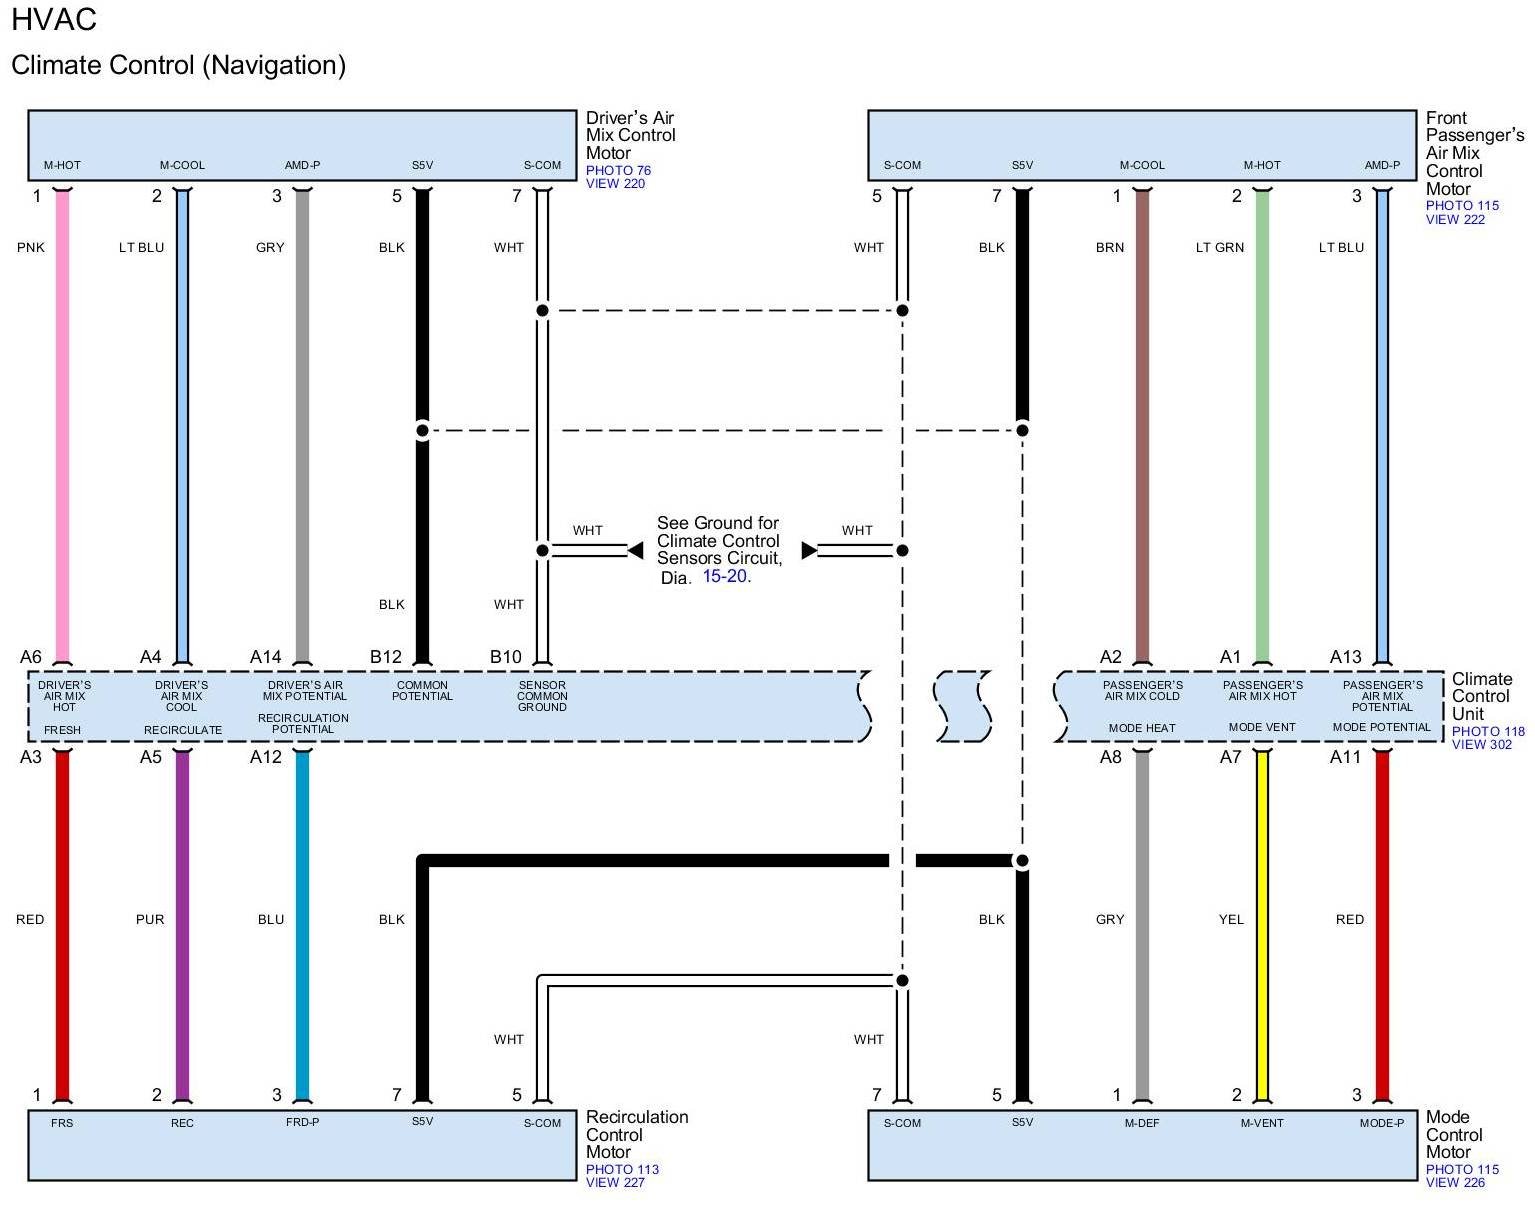 HVAC
Climate Control (Navigation)
Driver's Air
Mix Control
Motor
PHOTO 76
VIEW 220
Front
Passenger's
Air Mix
Control
Motor
PHOTO 115
VIEW 222
M-HOT M-COOL AMD-P S5V S-COM
S-COM S5V M-COOL M-HOT AMD-P
1 2 3 5 7
5 7 1 2 3
PNK LT BLU GRY BLK WHT
WHT BLK BRN LT GRN LT BLU
WHT
See Ground for
Climate Control
Sensors Circuit,
Dia. 15-20.
WHT
BLK WHT
A6 A4 A14 B12 B10
A2 A1 A13
DRIVER'S
AIR MIX
HOT
DRIVER'S
AIR MIX
COOL
DRIVER'S AIR
MIX POTENTIAL
COMMON
POTENTIAL
SENSOR
COMMON
GROUND
PASSENGER'S
AIR MIX COLD
PASSENGER'S
AIR MIX HOT
PASSENGER'S
AIR MIX
POTENTIAL
Climate
Control
Unit
PHOTO 118
VIEW 302
FRESH
RECIRCULATE
RECIRCULATION
POTENTIAL
MODE HEAT
MODE VENT
MODE POTENTIAL
A3 A5 A12
A8 A7 A11
RED PUR BLU BLK
BLK GRY YEL RED
WHT
WHT
1 2 3 7 5
7 5 1 2 3
FRS REC FRD-P S5V S-COM
S-COM S5V M-DEF M-VENT MODE-P
Recirculation
Control
Motor
PHOTO 113
VIEW 227
Mode
Control
Motor
PHOTO 115
VIEW 226